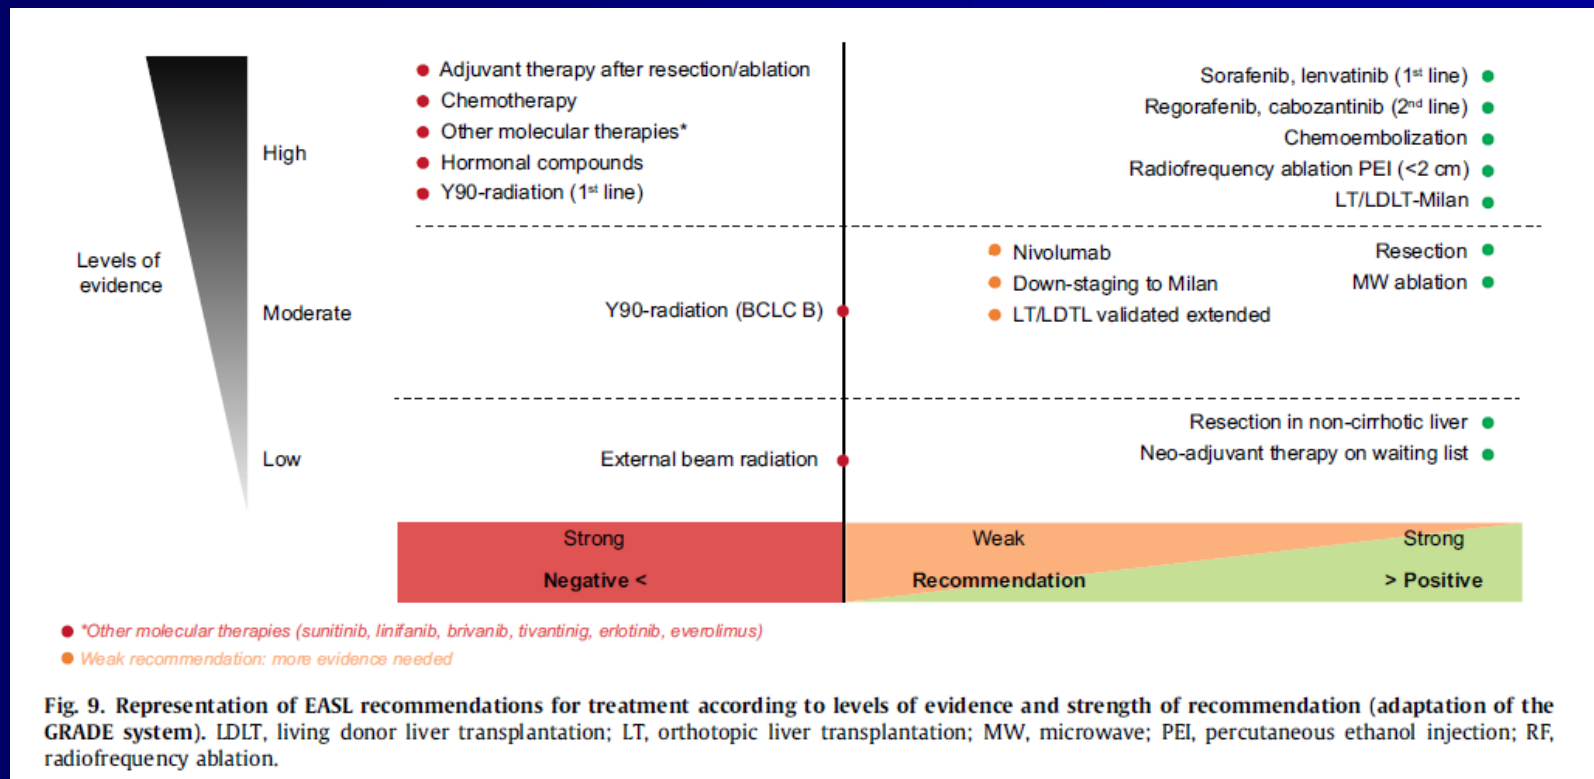 Levels of
evidence
High
Adjuvant therapy after resection/ablation
Chemotherapy
Other molecular therapies*
Hormonal compounds
Y90-radiation (1st line)
Sorafenib, lenvatinib (1st line)
Regorafenib, cabozantinib (2nd line)
Chemoembolization
Radiofrequency ablation PEI (<2 cm)
LT/LDLT-Milan
Moderate
Y90-radiation (BCLC B)
Nivolumab
Down-staging to Milan
LT/LDTL validated extended
Resection
MW ablation
Low
External beam radiation
Resection in non-cirrhotic liver
Neo-adjuvant therapy on waiting list
Strong Weak Strong
Negative < Recommendation > Positive
*Other molecular therapies (sunitinib, linifanib, brivanib, tivantinig, erlotinib, everolimus)
Weak recommendation: more evidence needed
Fig. 9. Representation of EASL recommendations for treatment according to levels of evidence and strength of recommendation (adaptation of the
GRADE system). LDLT, living donor liver transplantation; LT, orthotopic liver transplantation; MW, microwave; PEI, percutaneous ethanol injection; RF,
radiofrequency ablation.